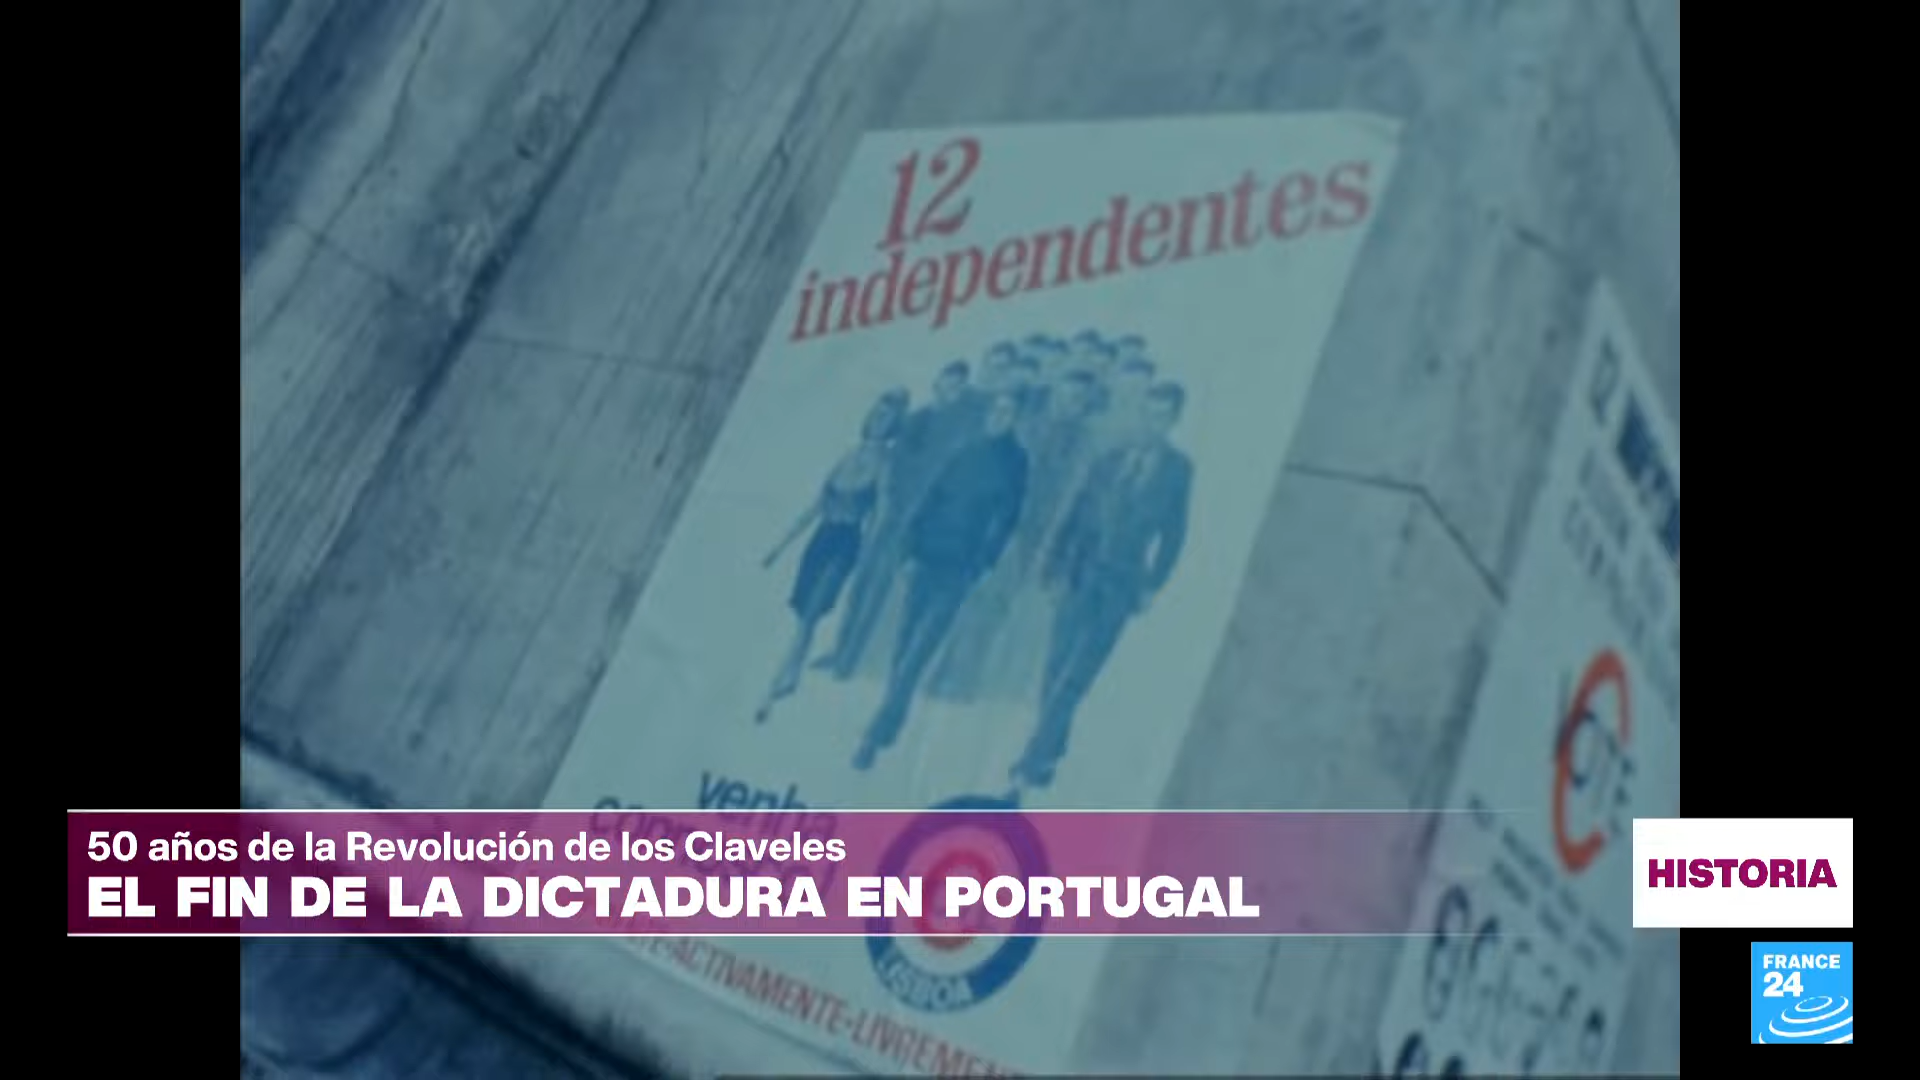 12
independentes
venha
LISBOA
ACTIVAMENTE-LIVREMEN
50 años de la Revolución de los Claveles
EL FIN DE LA DICTADURA EN PORTUGAL
HISTORIA
FRANCE
24